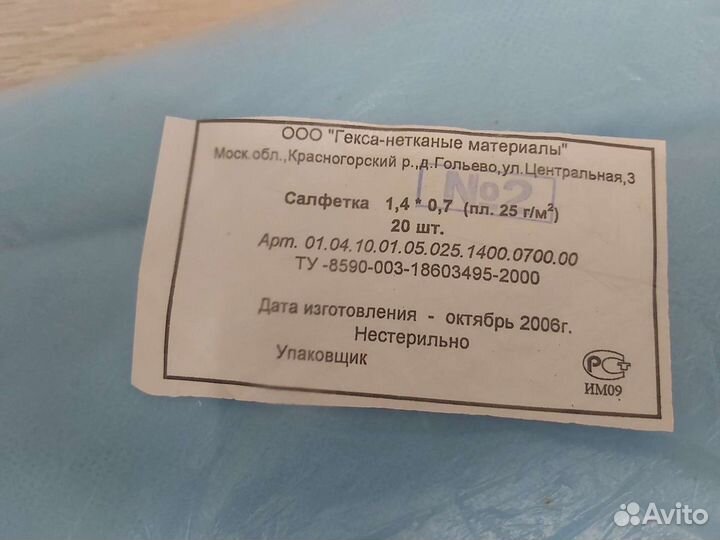 ООО "Гекса-нетканые материалы"
Моск.обл.,Красногорский р.,д.Гольево,ул.Центральная,3
№2
Салфетка 1,4 * 0,7 (пл. 25 г/м²)
20 шт.
Арт. 01.04.10.01.05.025.1400.0700.00
ТУ -8590-003-18603495-2000
Дата изготовления - октябрь 2006г.
Нестерильно
Упаковщик
РСТ
ИМ09
Avito